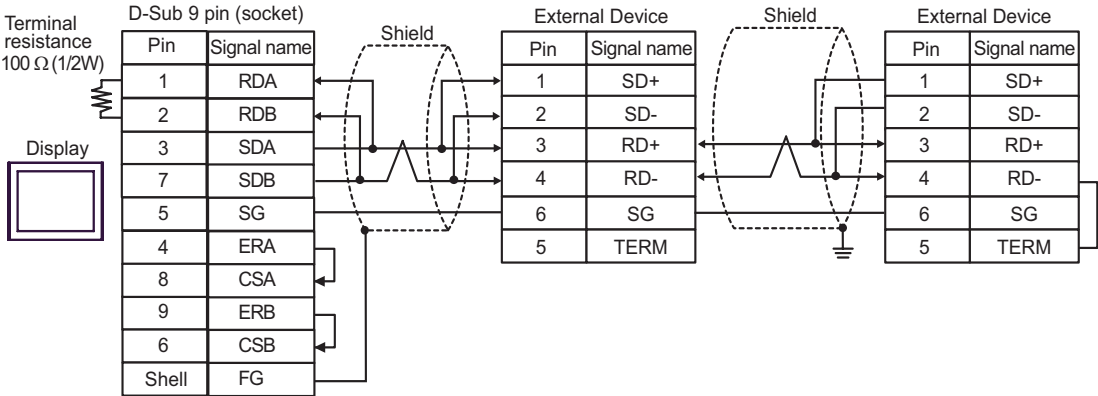 Terminal
resistance
100 Ω (1/2W)
Display
D-Sub 9 pin (socket)
Pin Signal name
1 RDA
2 RDB
3 SDA
7 SDB
5 SG
4 ERA
8 CSA
9 ERB
6 CSB
Shell FG
Shield
External Device
Pin Signal name
1 SD+
2 SD-
3 RD+
4 RD-
6 SG
5 TERM
Shield
External Device
Pin Signal name
1 SD+
2 SD-
3 RD+
4 RD-
6 SG
5 TERM